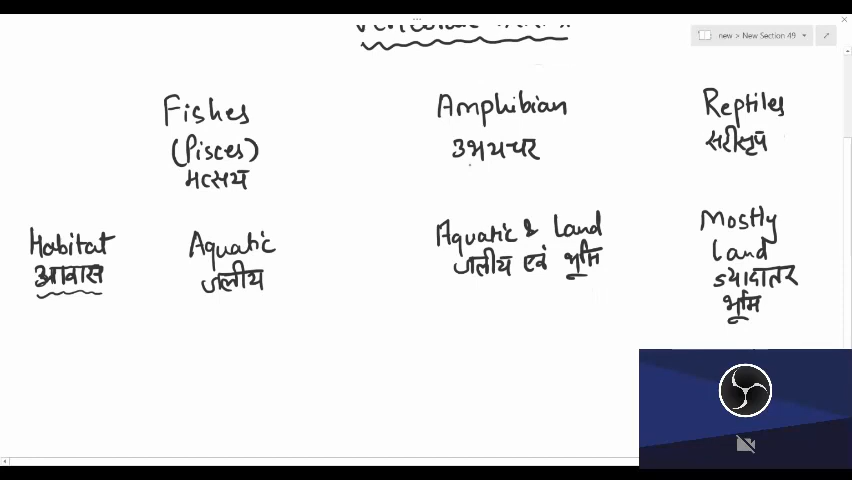 new > New Section 49
Fishes
(Pisces)
मत्सय
Amphibian
उभयचर
Reptiles
सरीसृप
Habitat
आवास
Aquatic
जलीय
Aquatic & Land
जलीय एवं भूमि
Mostly
land
ज्यादातर
भूमि